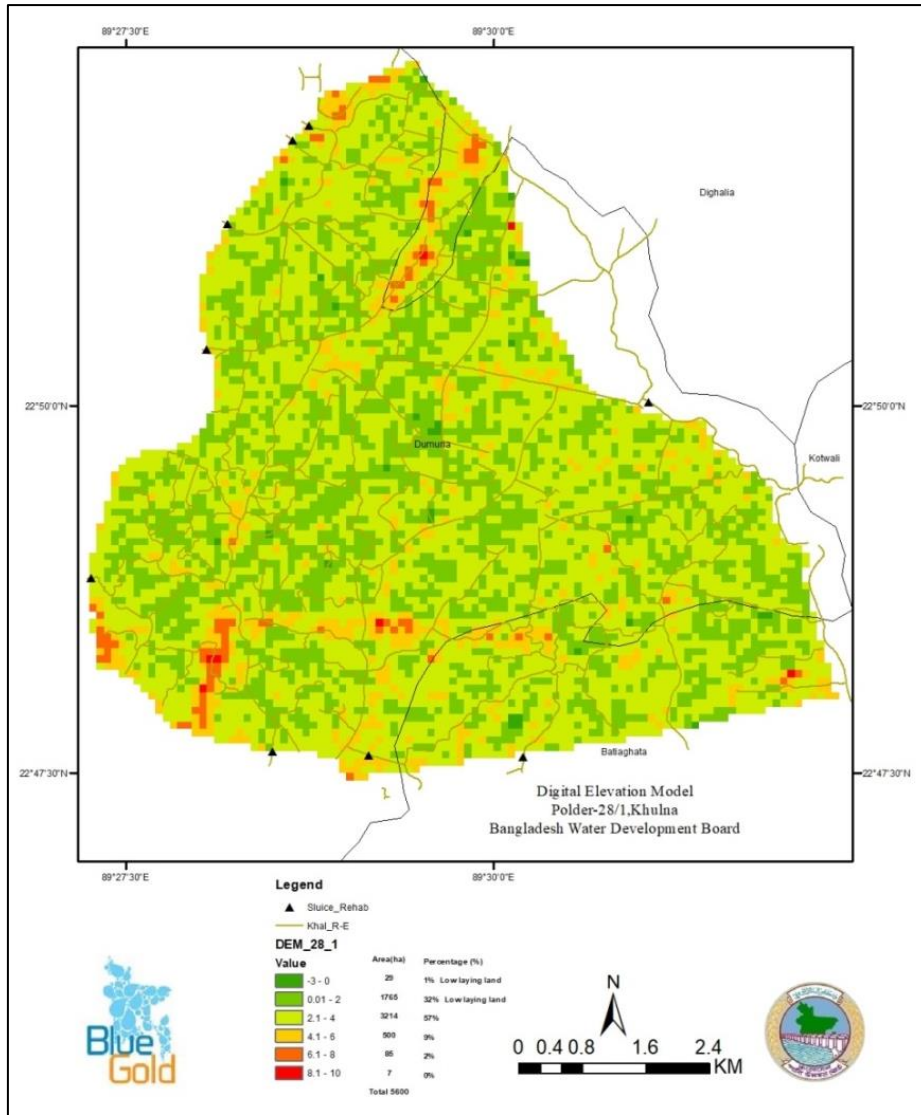 89°27'30"E 89°30'0"E
Dighalia
22°50'0"N 22°50'0"N
Dumuria
Kotwali
Batiaghata
22°47'30"N 22°47'30"N
Digital Elevation Model
Polder-28/1,Khulna
Bangladesh Water Development Board
89°27'30"E 89°30'0"E
Legend
Sluice_Rehab
Khal_R-E
DEM_28_1
Value Area(ha) Percentage (%)
-3 - 0 29 1% Low laying land
0.01 - 2 1765 32% Low laying land
2.1 - 4 3214 57%
4.1 - 6 500 9%
6.1 - 8 85 2%
8.1 - 10 7 0%
Total 5600
Blue
Gold
N
0 0.4 0.8 1.6 2.4
KM